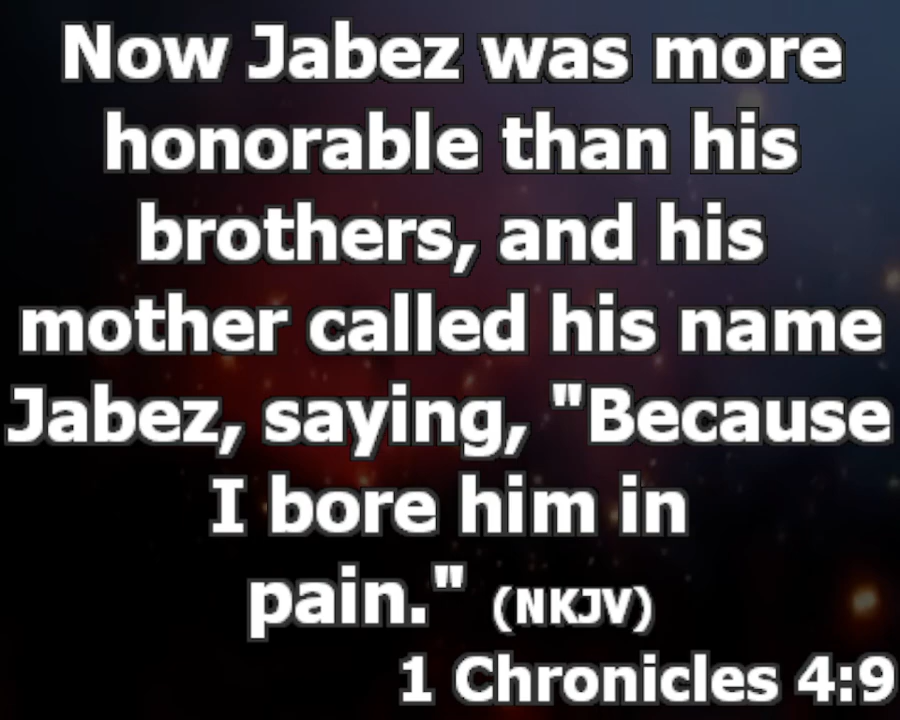 Now Jabez was more
honorable than his
brothers, and his
mother called his name
Jabez, saying, "Because
I bore him in
pain." (NKJV)
1 Chronicles 4:9